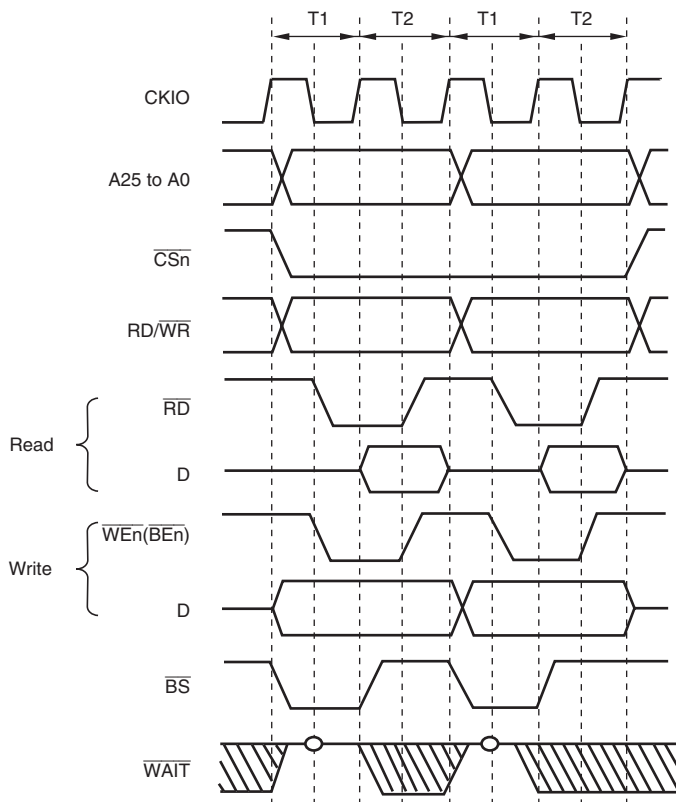 T1 T2 T1 T2
CKIO
A25 to A0
CSn
RD/WR
RD
Read
D
WEn(BEn)
Write
D
BS
WAIT